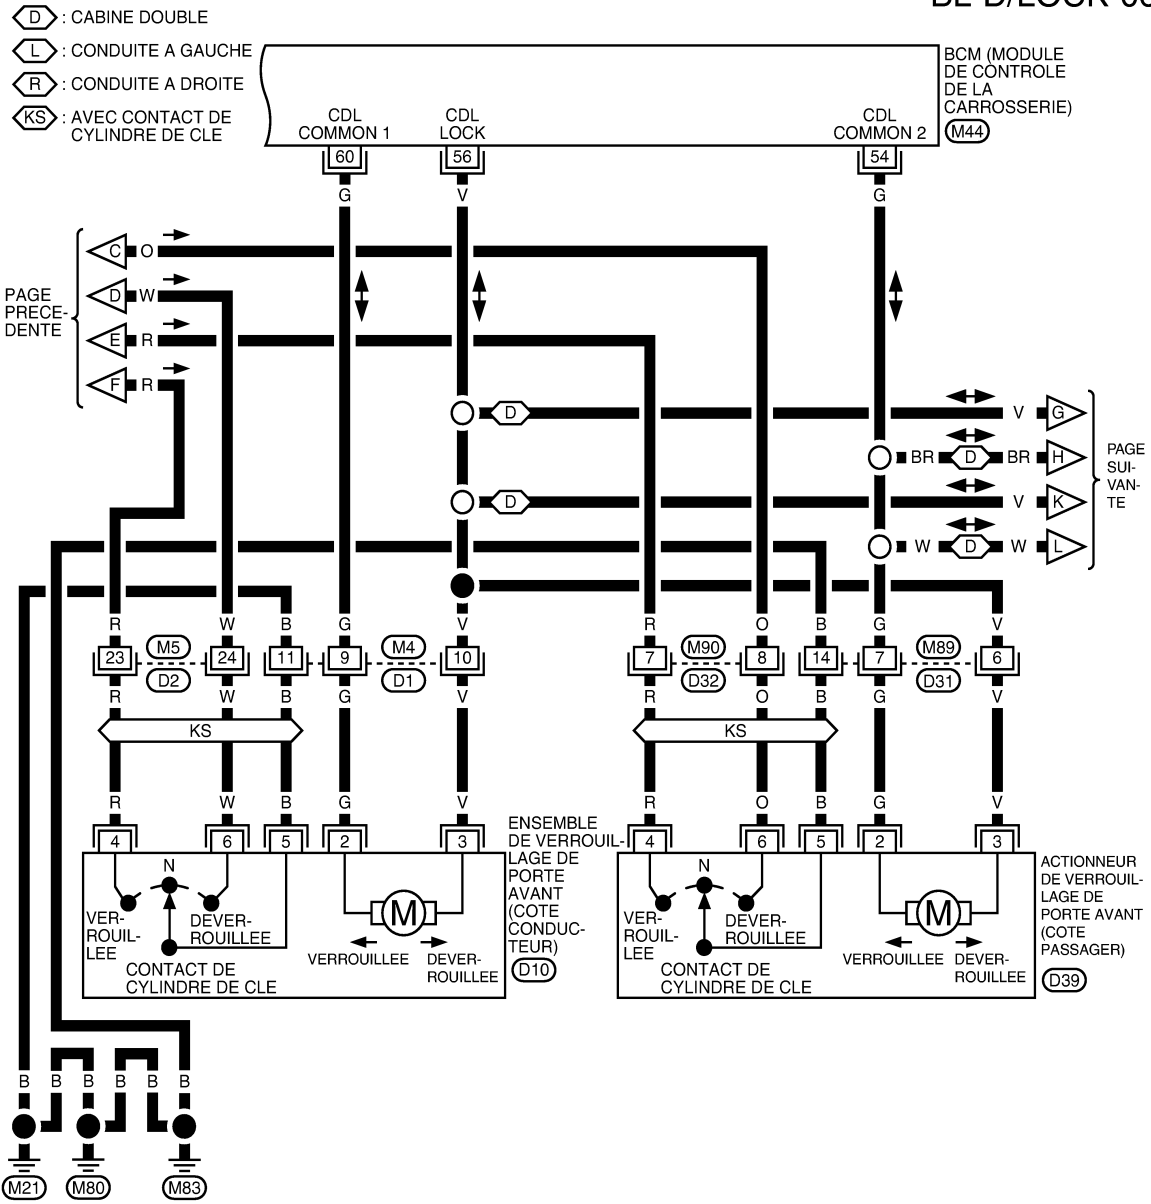 D : CABINE DOUBLE
L : CONDUITE A GAUCHE
R : CONDUITE A DROITE
KS : AVEC CONTACT DE
CYLINDRE DE CLE
BCM (MODULE
DE CONTROLE
DE LA
CARROSSERIE)
M44
CDL
COMMON 1
CDL
LOCK
CDL
COMMON 2
60 56 54
G V G
PAGE
PRECE-
DENTE
C O
D W
E R
F R
D V G
BR D BR H
D V K
W D W L
PAGE
SUI-
VAN-
TE
R W B G V R O B G V
23 M5 24 11 9 M4 10 7 M90 8 14 7 M89 6
D2 D1 D32 D31
R W B G V R O B G V
KS KS
R W B G V R O B G V
4 6 5 2 3 4 6 5 2 3
ENSEMBLE
DE VERROUIL-
LAGE DE
PORTE
AVANT
(COTE
CONDUC-
TEUR)
D10
N
VER-
ROUIL-
LEE
DEVER-
ROUILLEE
CONTACT DE
CYLINDRE DE CLE
M
VERROUILLEE
DEVER-
ROUILLEE
N
VER-
ROUIL-
LEE
DEVER-
ROUILLEE
CONTACT DE
CYLINDRE DE CLE
M
VERROUILLEE
DEVER-
ROUILLEE
ACTIONNEUR
DE VERROUIL-
LAGE DE
PORTE AVANT
(COTE
PASSAGER)
D39
B B B B B B
M21 M80 M83